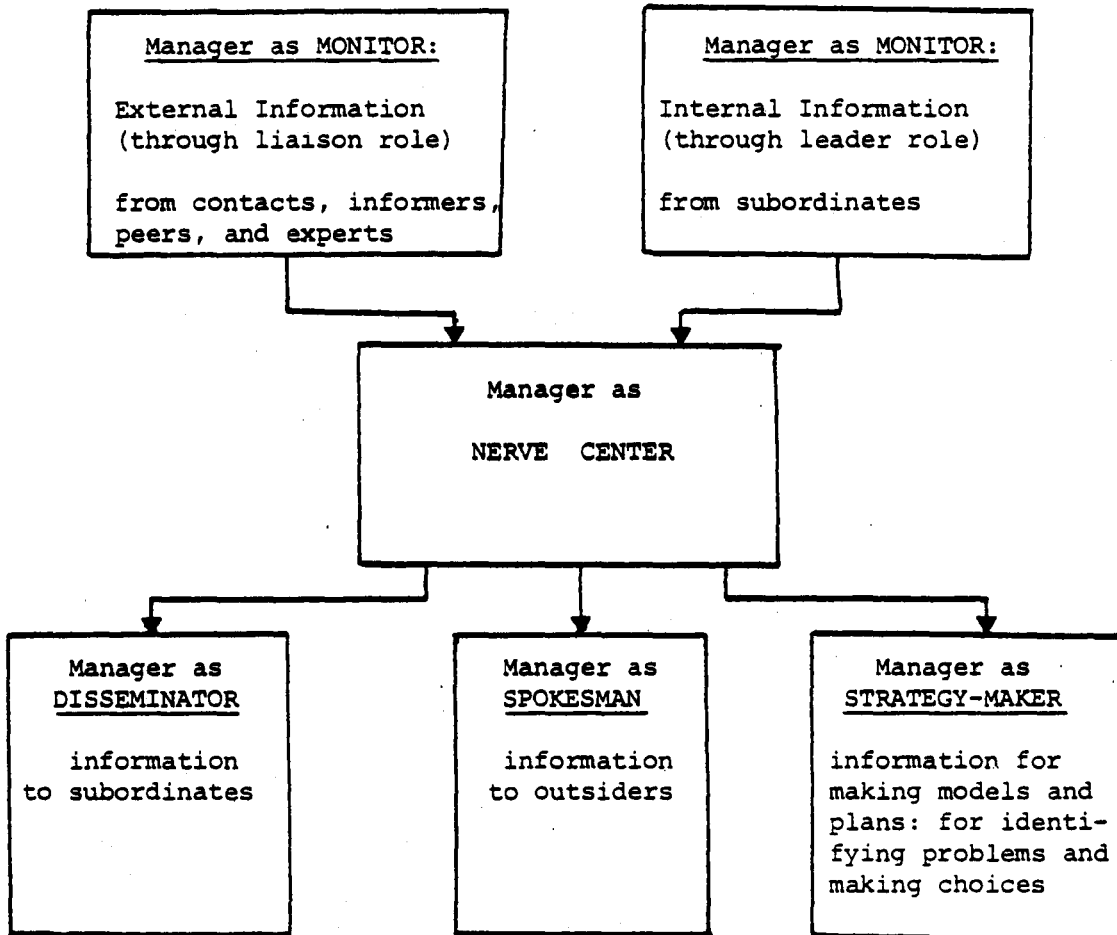 Manager as MONITOR:
External Information
(through liaison role)
from contacts, informers,
peers, and experts
Manager as MONITOR:
Internal Information
(through leader role)
from subordinates
Manager as
NERVE CENTER
Manager as
DISSEMINATOR
information
to subordinates
Manager as
SPOKESMAN
information
to outsiders
Manager as
STRATEGY-MAKER
information for
making models and
plans: for identi-
fying problems and
making choices